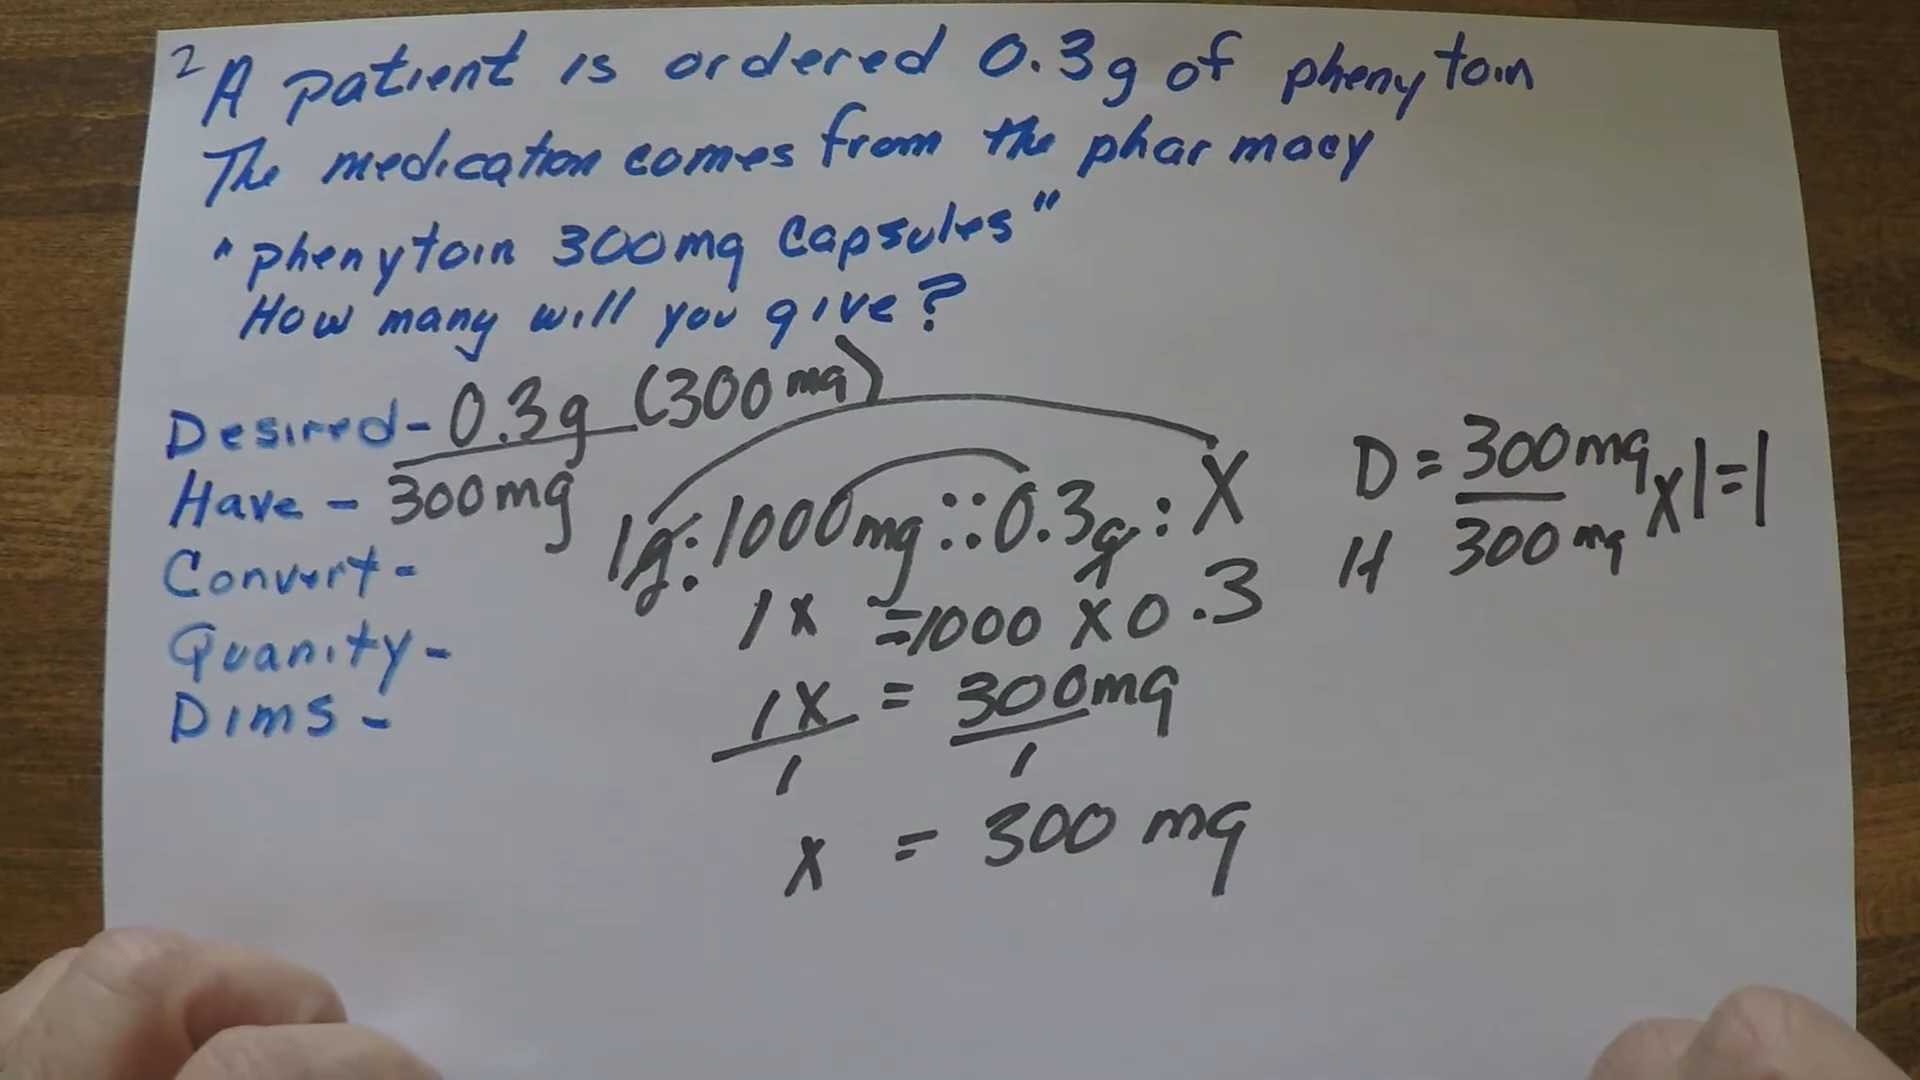 2 A patient is ordered 0.3g of phenytoin
The medication comes from the pharmacy
"phenytoin 300mg capsules"
How many will you give?
Desired - 0.3g (300mg)
Have - 300mg
Convert -
Quanity -
Dims -
1g:1000mg::0.3g:X
1x = 1000 x 0.3
1x = 300mg
1 1
x = 300 mg
D = 300mg x 1 = 1
H 300mg